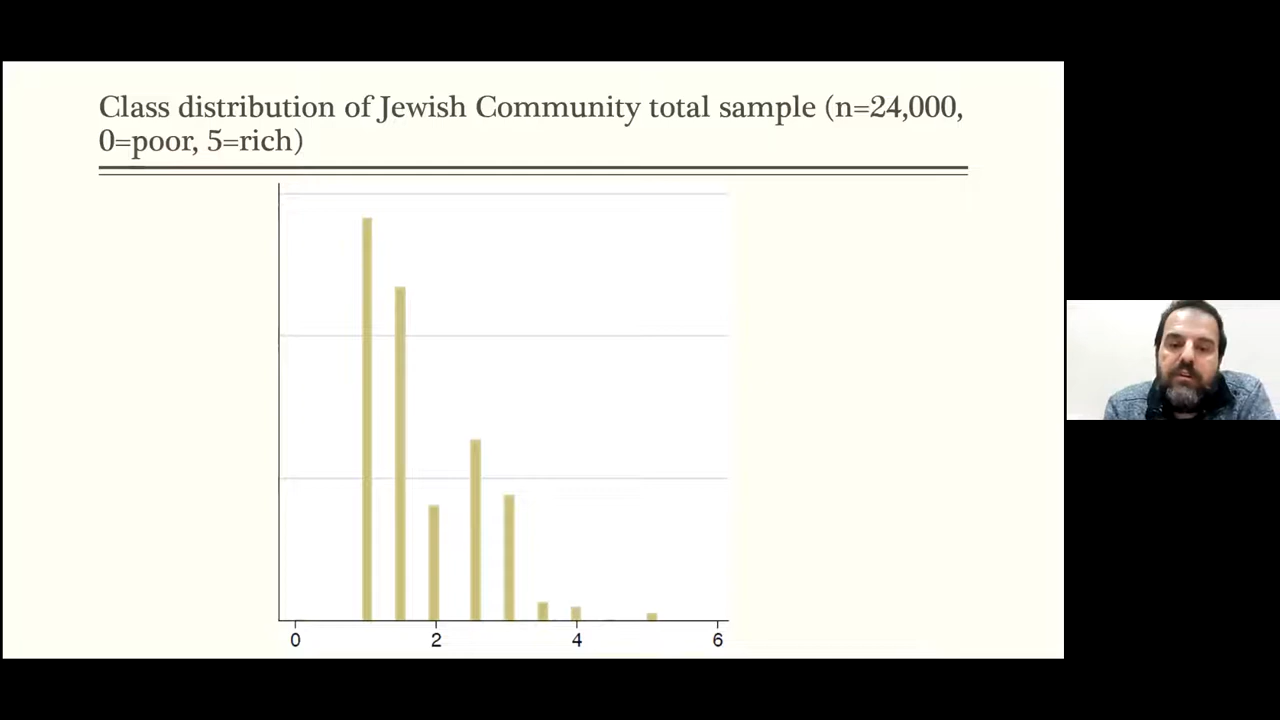 Class distribution of Jewish Community total sample (n=24,000,
0=poor, 5=rich)
0 2 4 6